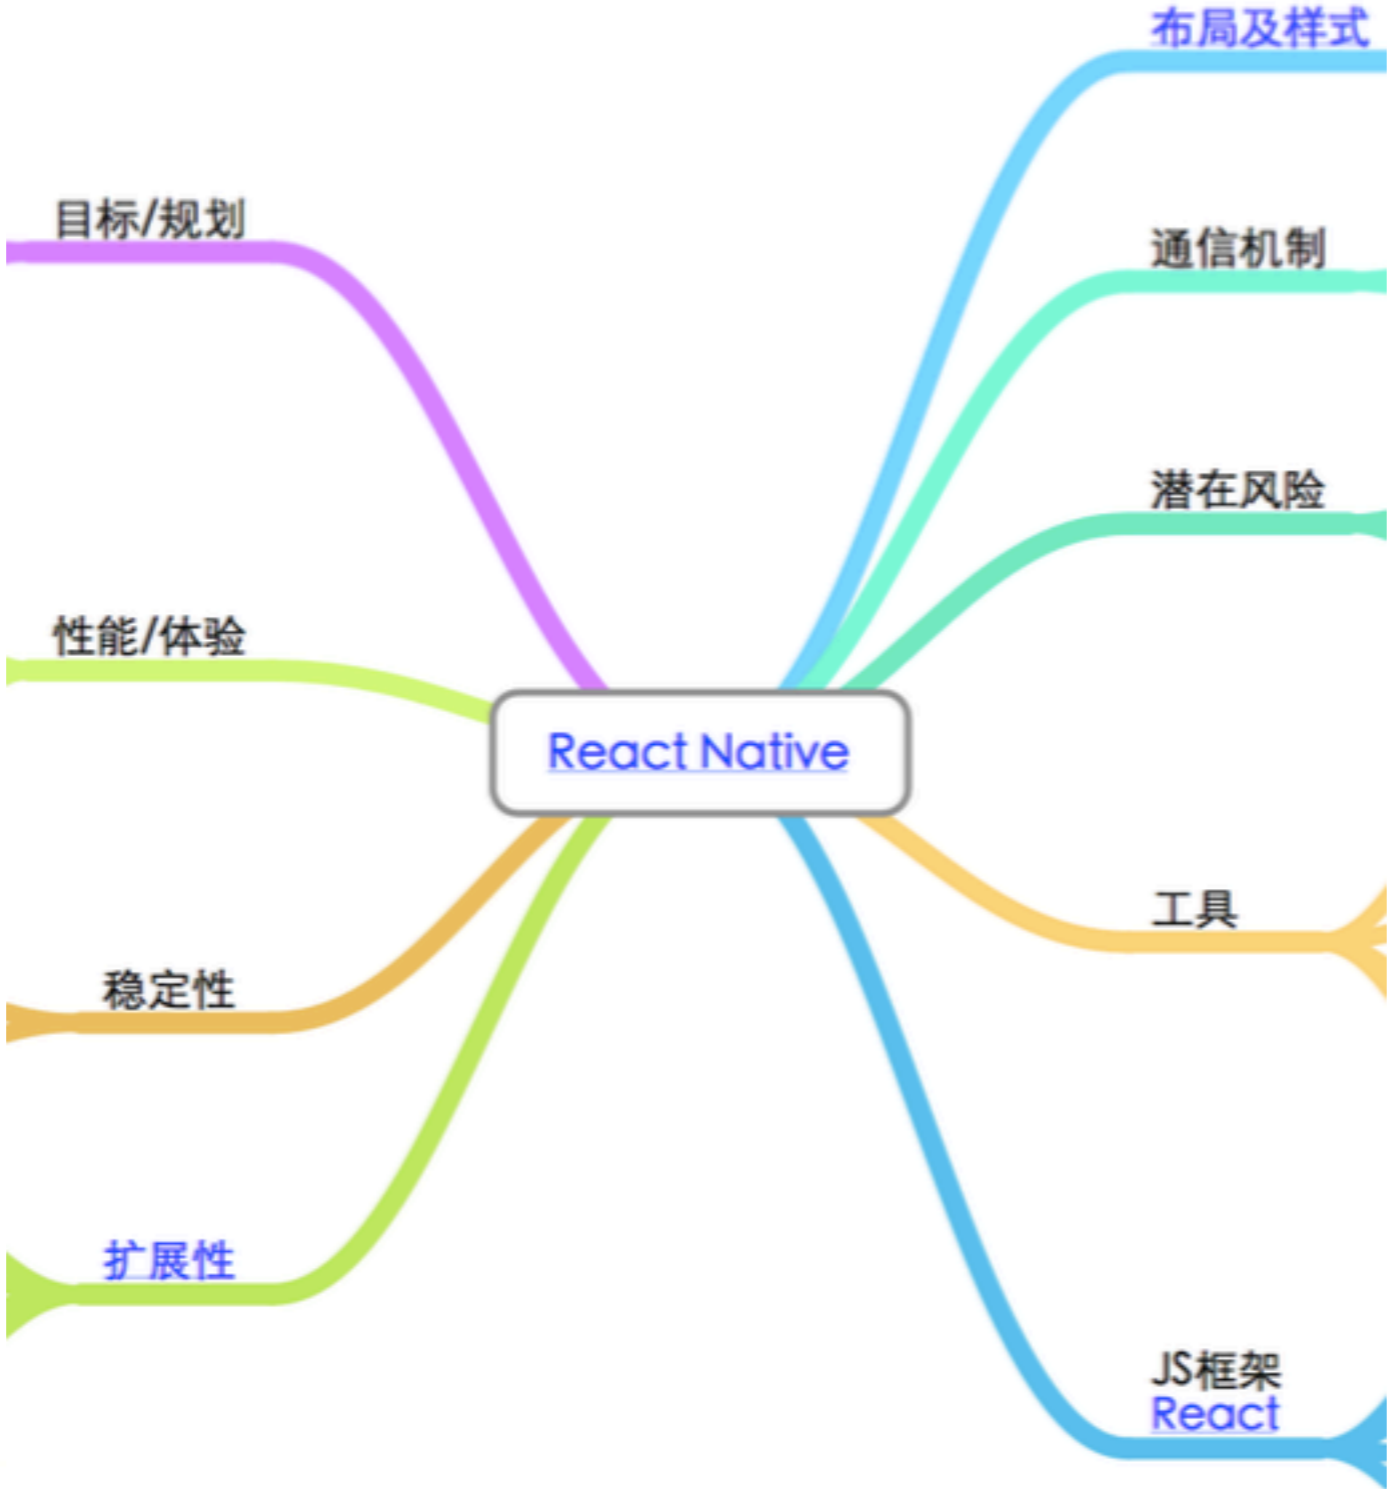 布局及样式
目标/规划
通信机制
潜在风险
性能/体验
React Native
工具
稳定性
扩展性
JS框架
React